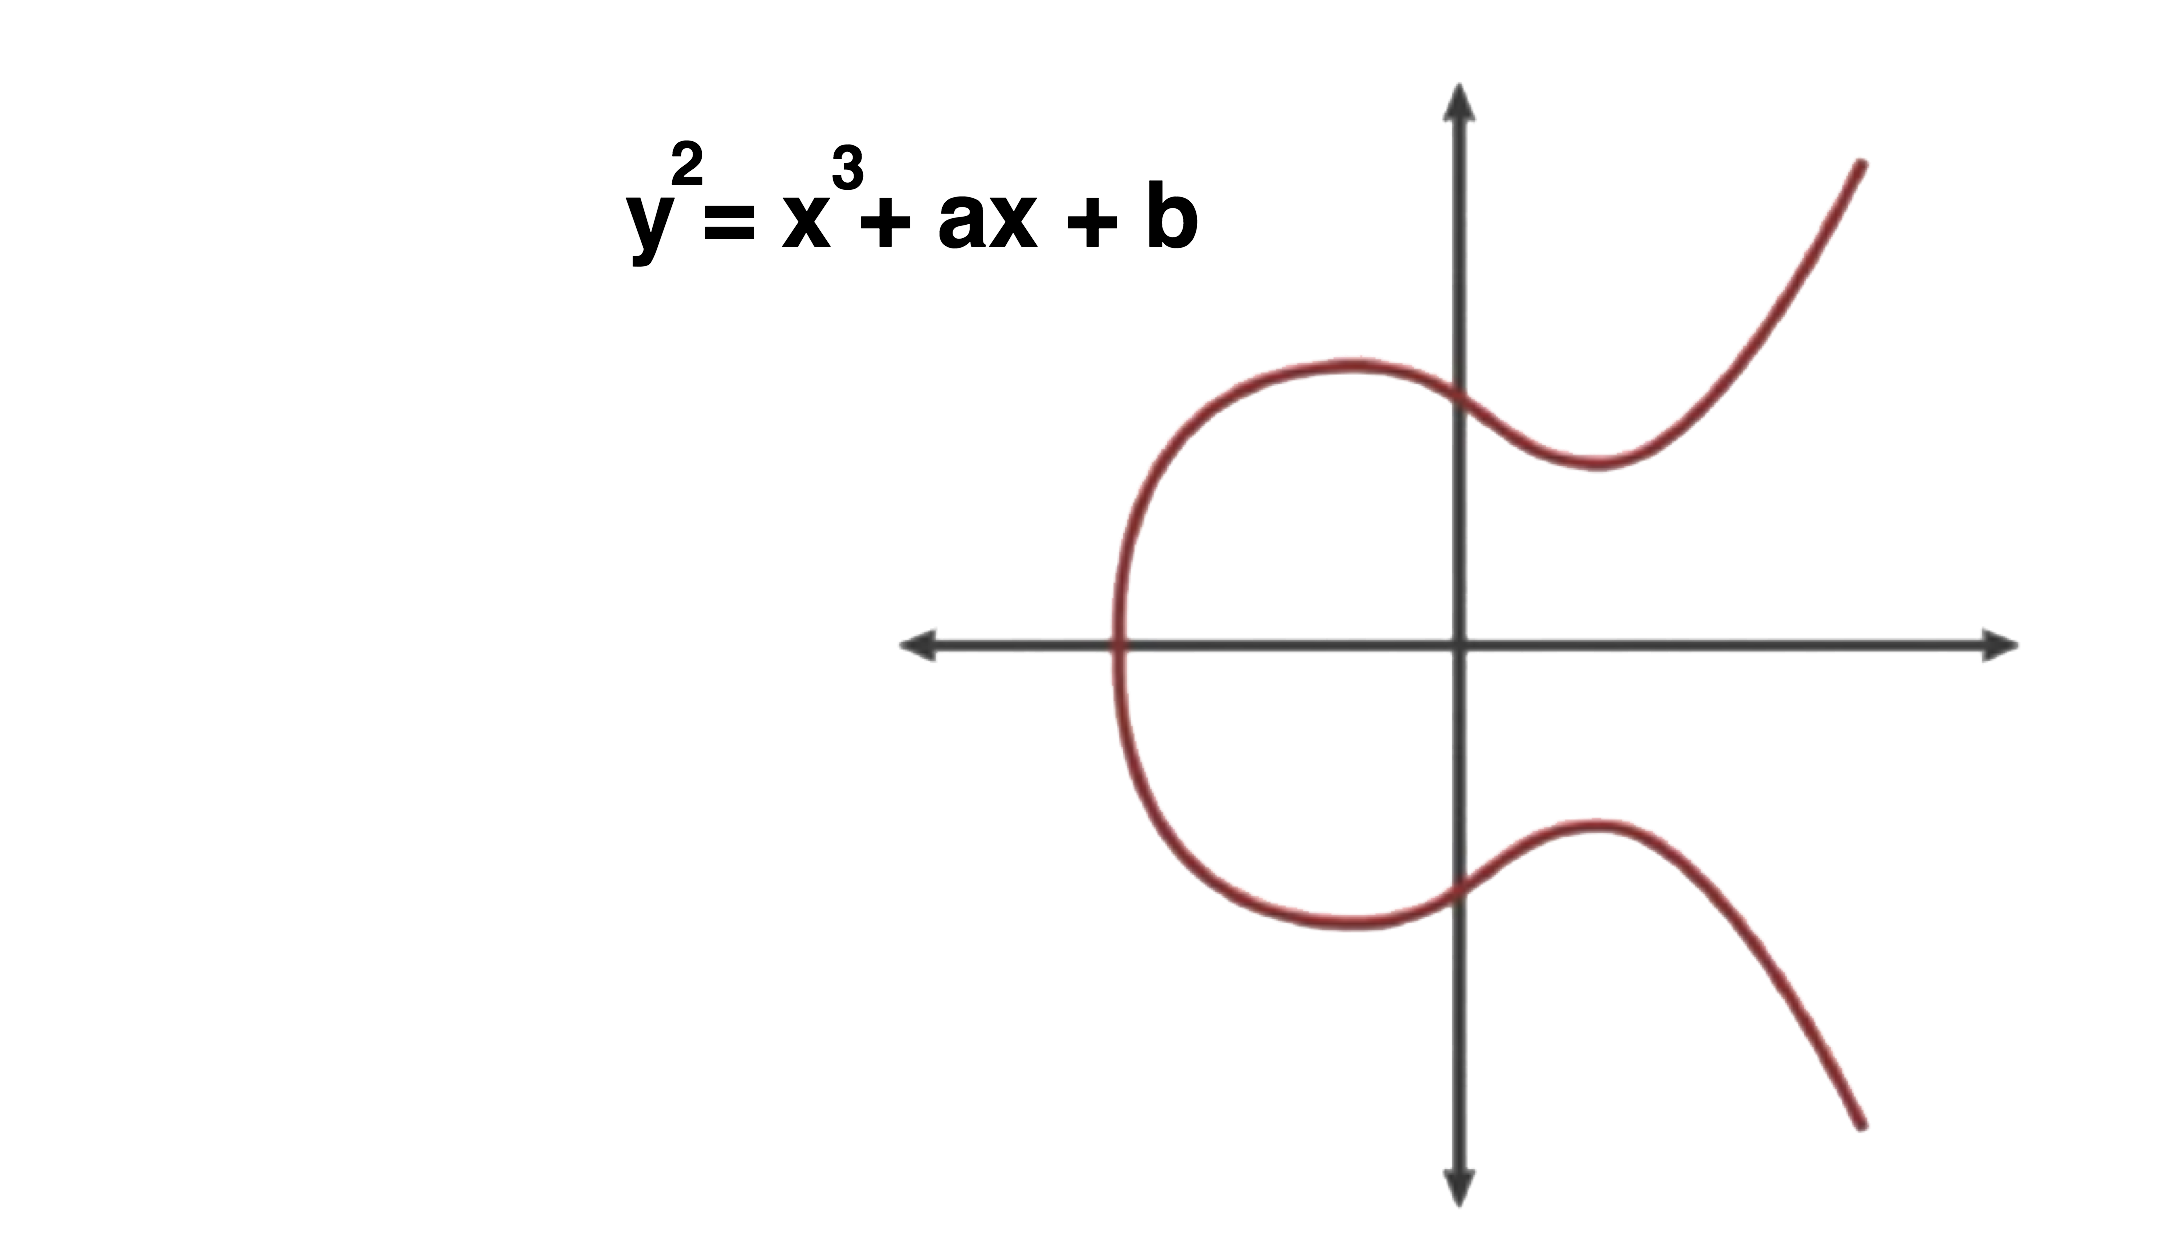 y²= x³+ ax + b